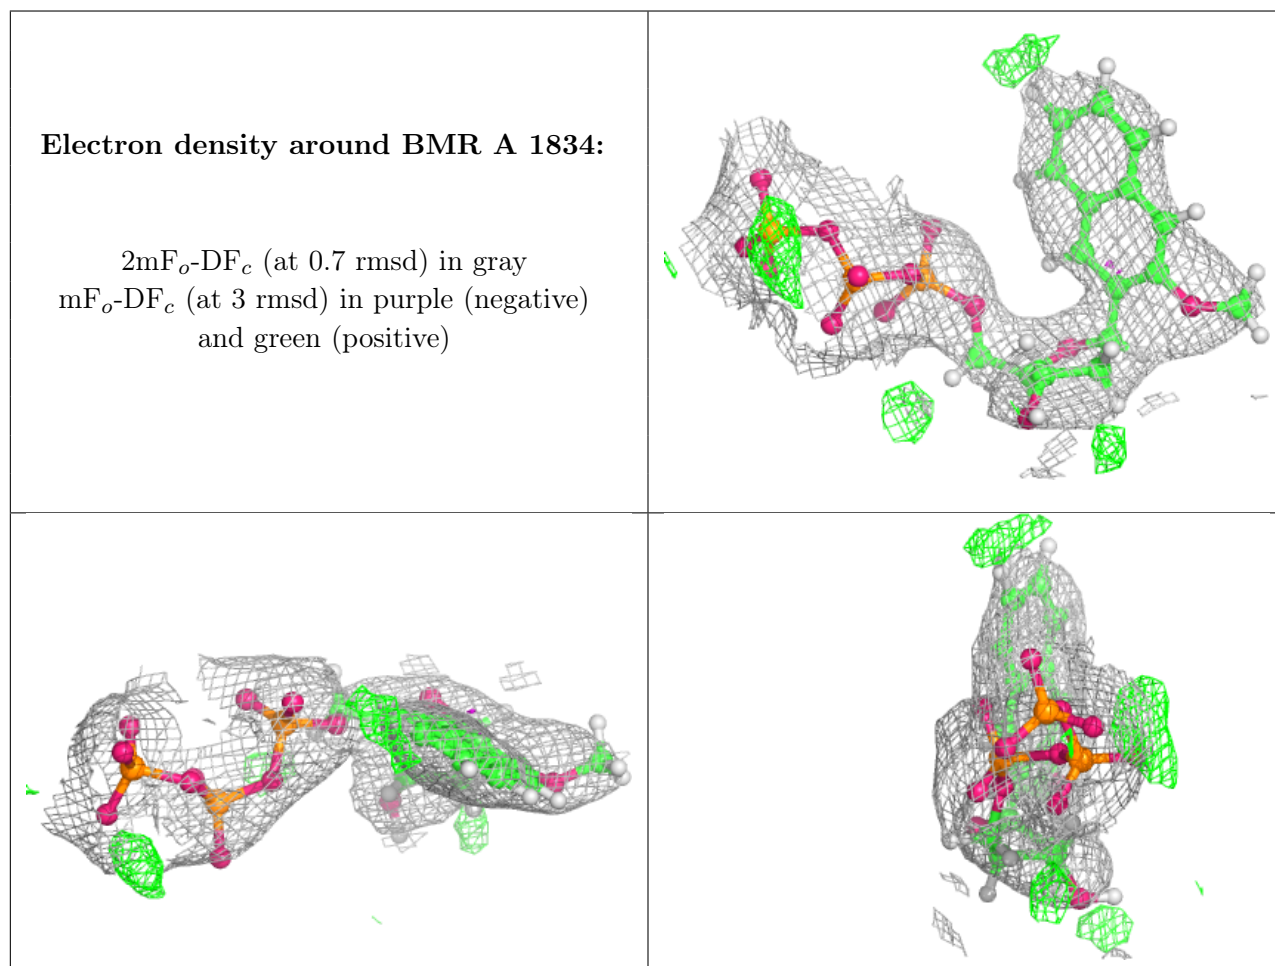 Electron density around BMR A 1834:
2mFₒ-DF𝒸 (at 0.7 rmsd) in gray
mFₒ-DF𝒸 (at 3 rmsd) in purple (negative)
and green (positive)